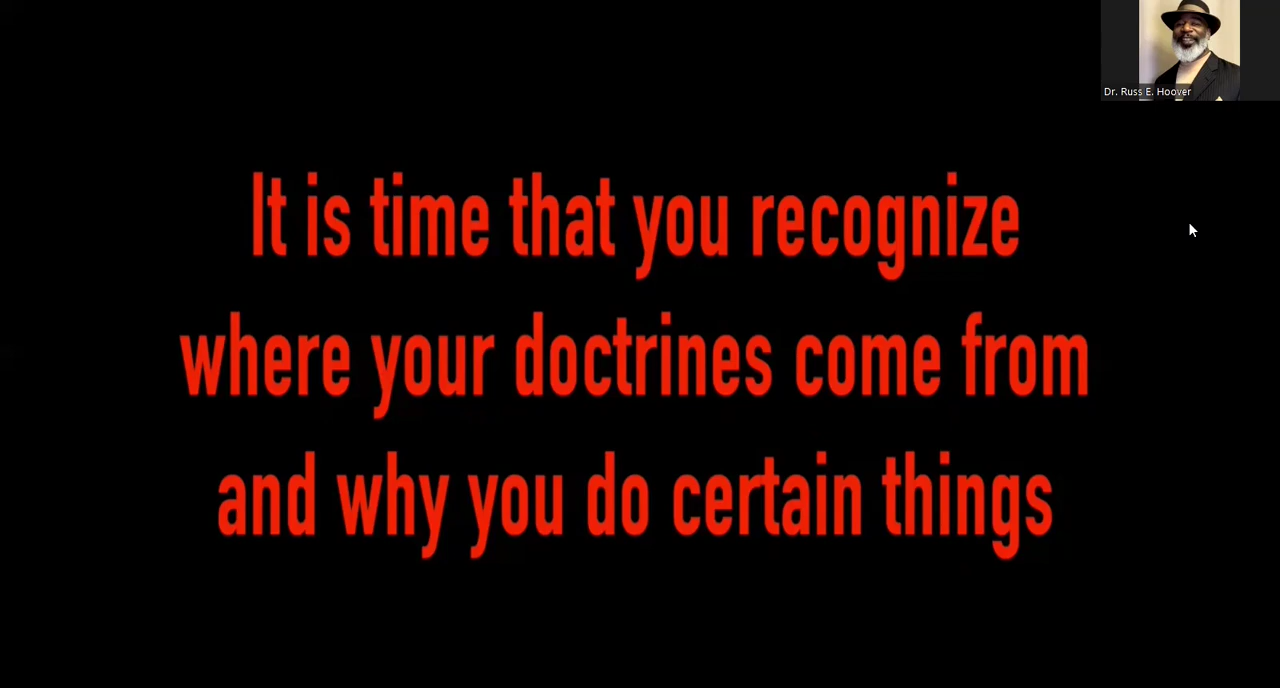 Dr. Russ E. Hoover
It is time that you recognize
where your doctrines come from
and why you do certain things